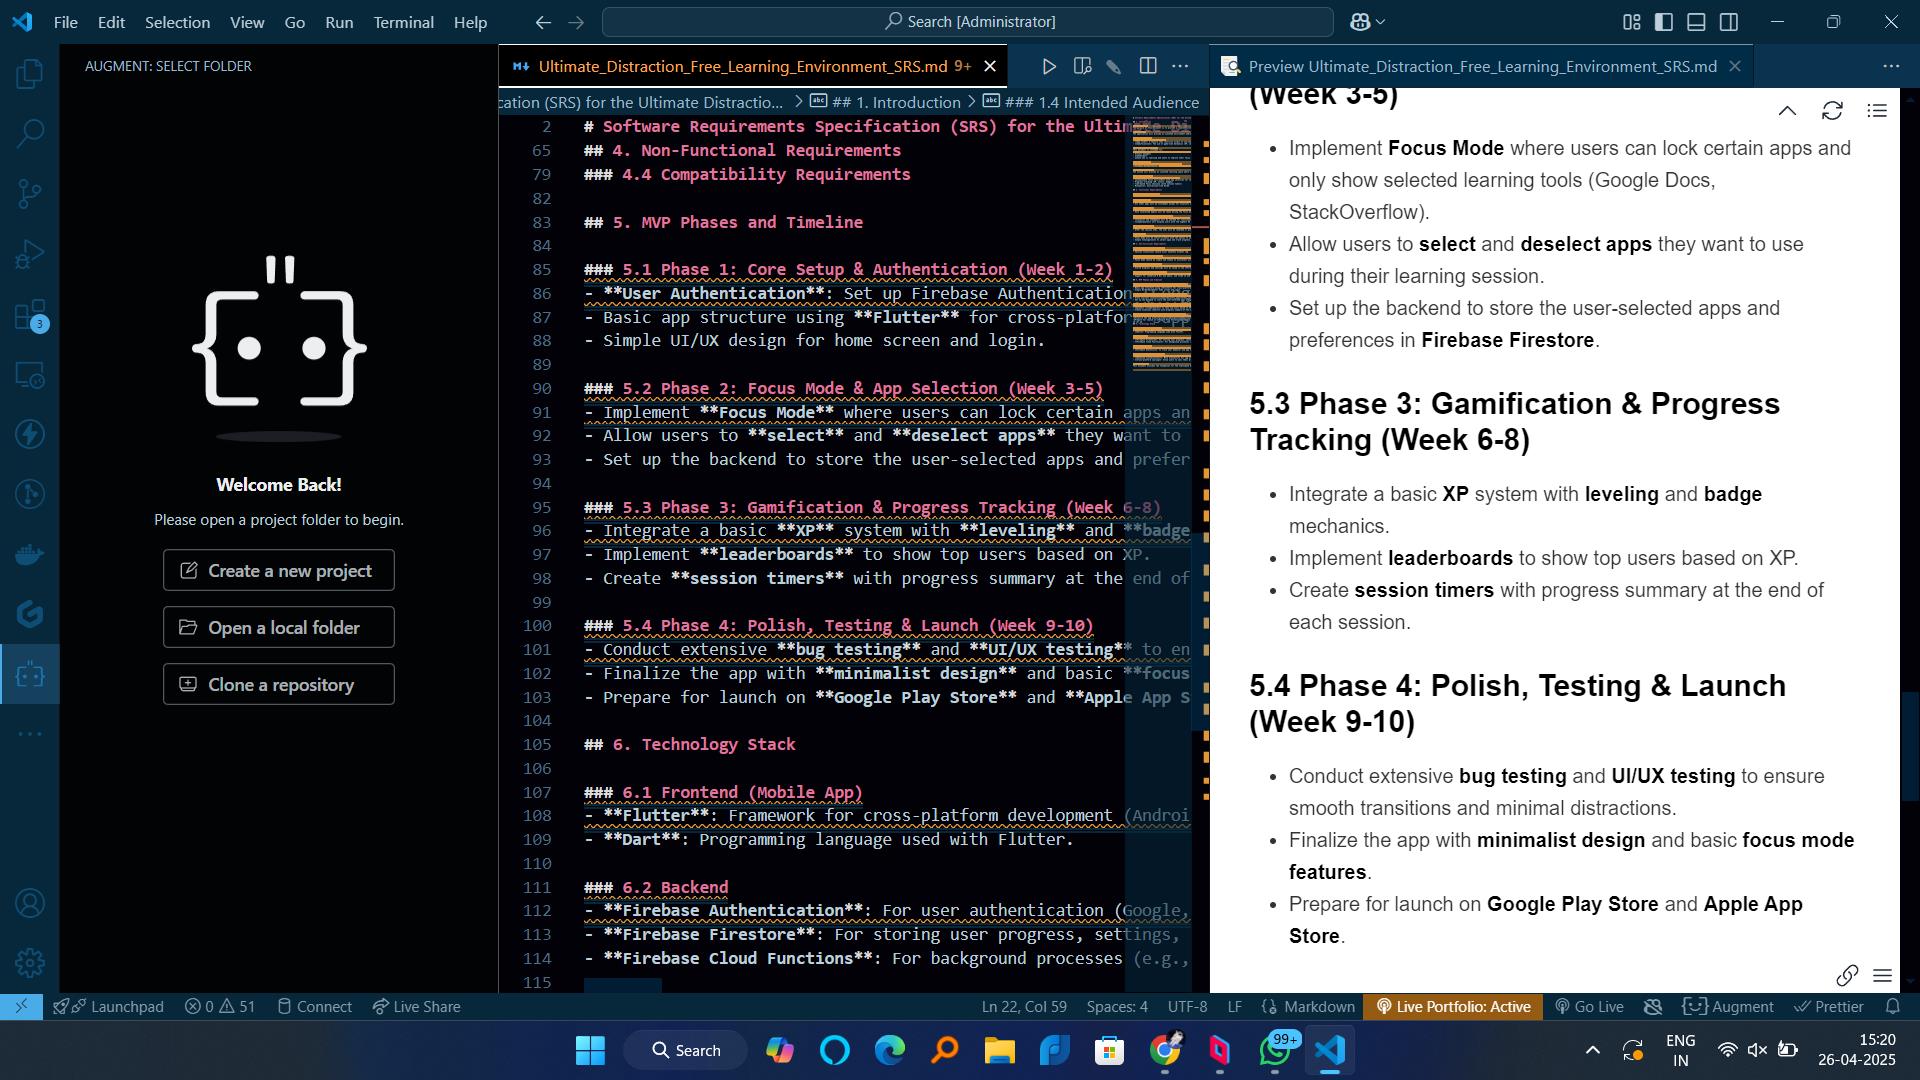 File Edit Selection View Go Run Terminal Help
Search [Administrator]
AUGMENT: SELECT FOLDER
Ultimate_Distraction_Free_Learning_Environment_SRS.md 9+
Preview Ultimate_Distraction_Free_Learning_Environment_SRS.md
cation (SRS) for the Ultimate Distractio... > ## 1. Introduction > ### 1.4 Intended Audience
3
Welcome Back!
Please open a project folder to begin.
Create a new project
Open a local folder
Clone a repository
2 # Software Requirements Specification (SRS) for the Ultimate Di
65 ## 4. Non-Functional Requirements
79 ### 4.4 Compatibility Requirements
82
83 ## 5. MVP Phases and Timeline
84
85 ### 5.1 Phase 1: Core Setup & Authentication (Week 1-2)
86 - **User Authentication**: Set up Firebase Authentication
87 - Basic app structure using **Flutter** for cross-platform
88 - Simple UI/UX design for home screen and login.
89
90 ### 5.2 Phase 2: Focus Mode & App Selection (Week 3-5)
91 - Implement **Focus Mode** where users can lock certain apps an
92 - Allow users to **select** and **deselect apps** they want to
93 - Set up the backend to store the user-selected apps and prefer
94
95 ### 5.3 Phase 3: Gamification & Progress Tracking (Week 6-8)
96 - Integrate a basic **XP** system with **leveling** and **badge
97 - Implement **leaderboards** to show top users based on XP.
98 - Create **session timers** with progress summary at the end of
99
100 ### 5.4 Phase 4: Polish, Testing & Launch (Week 9-10)
101 - Conduct extensive **bug testing** and **UI/UX testing** to en
102 - Finalize the app with **minimalist design** and basic **focus
103 - Prepare for launch on **Google Play Store** and **Apple App S
104
105 ## 6. Technology Stack
106
107 ### 6.1 Frontend (Mobile App)
108 - **Flutter**: Framework for cross-platform development (Androi
109 - **Dart**: Programming language used with Flutter.
110
111 ### 6.2 Backend
112 - **Firebase Authentication**: For user authentication (Google,
113 - **Firebase Firestore**: For storing user progress, settings,
114 - **Firebase Cloud Functions**: For background processes (e.g.,
115
(Week 3-5)
• Implement Focus Mode where users can lock certain apps and
only show selected learning tools (Google Docs,
StackOverflow).
• Allow users to select and deselect apps they want to use
during their learning session.
• Set up the backend to store the user-selected apps and
preferences in Firebase Firestore.
5.3 Phase 3: Gamification & Progress
Tracking (Week 6-8)
• Integrate a basic XP system with leveling and badge
mechanics.
• Implement leaderboards to show top users based on XP.
• Create session timers with progress summary at the end of
each session.
5.4 Phase 4: Polish, Testing & Launch
(Week 9-10)
• Conduct extensive bug testing and UI/UX testing to ensure
smooth transitions and minimal distractions.
• Finalize the app with minimalist design and basic focus mode
features.
• Prepare for launch on Google Play Store and Apple App
Store.
Launchpad 0 51 Connect Live Share
Ln 22, Col 59 Spaces: 4 UTF-8 LF Markdown Live Portfolio: Active Go Live Augment Prettier
Search
99+
ENG
IN
15:20
26-04-2025